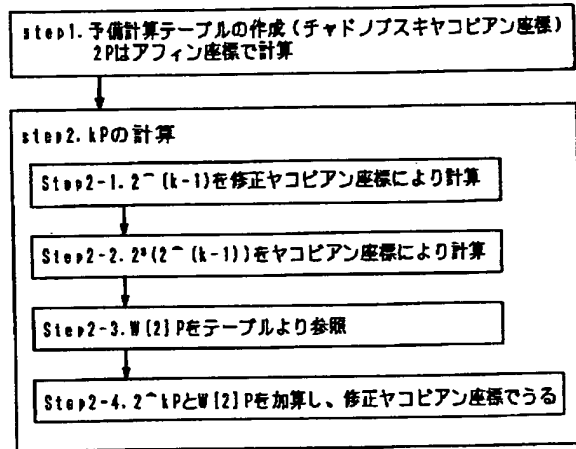 step1.予備計算テーブルの作成(チャドノブスキヤコビアン座標)
2Pはアフィン座標で計算
step2.kPの計算
Step2-1.2^(k-1)を修正ヤコビアン座標により計算
Step2-2.2*(2^(k-1))をヤコビアン座標により計算
Step2-3.W[2]Pをテーブルより参照
Step2-4.2^kPとW[2]Pを加算し、修正ヤコビアン座標でうる